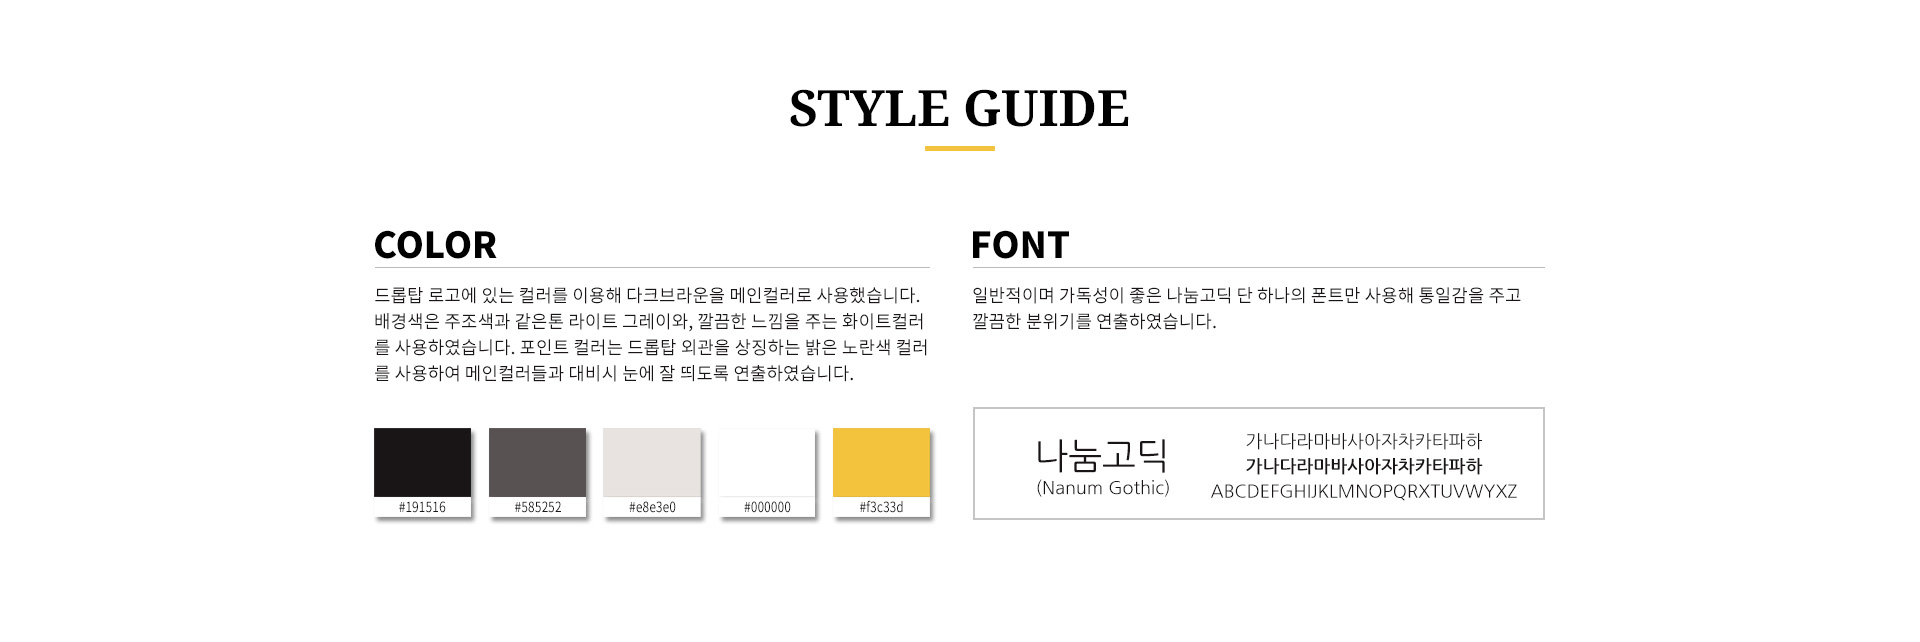 STYLE GUIDE
COLOR
드롭탑 로고에 있는 컬러를 이용해 다크브라운을 메인컬러로 사용했습니다.
배경색은 주조색과 같은톤 라이트 그레이와, 깔끔한 느낌을 주는 화이트컬러
를 사용하였습니다. 포인트 컬러는 드롭탑 외관을 상징하는 밝은 노란색 컬러
를 사용하여 메인컬러들과 대비시 눈에 잘 띄도록 연출하였습니다.
#191516
#585252
#e8e3e0
#000000
#f3c33d
FONT
일반적이며 가독성이 좋은 나눔고딕 단 하나의 폰트만 사용해 통일감을 주고
깔끔한 분위기를 연출하였습니다.
나눔고딕
(Nanum Gothic)
가나다라마바사아자차카타파하
가나다라마바사아자차카타파하
ABCDEFGHIJKLMNOPQRXTUVWYXZ